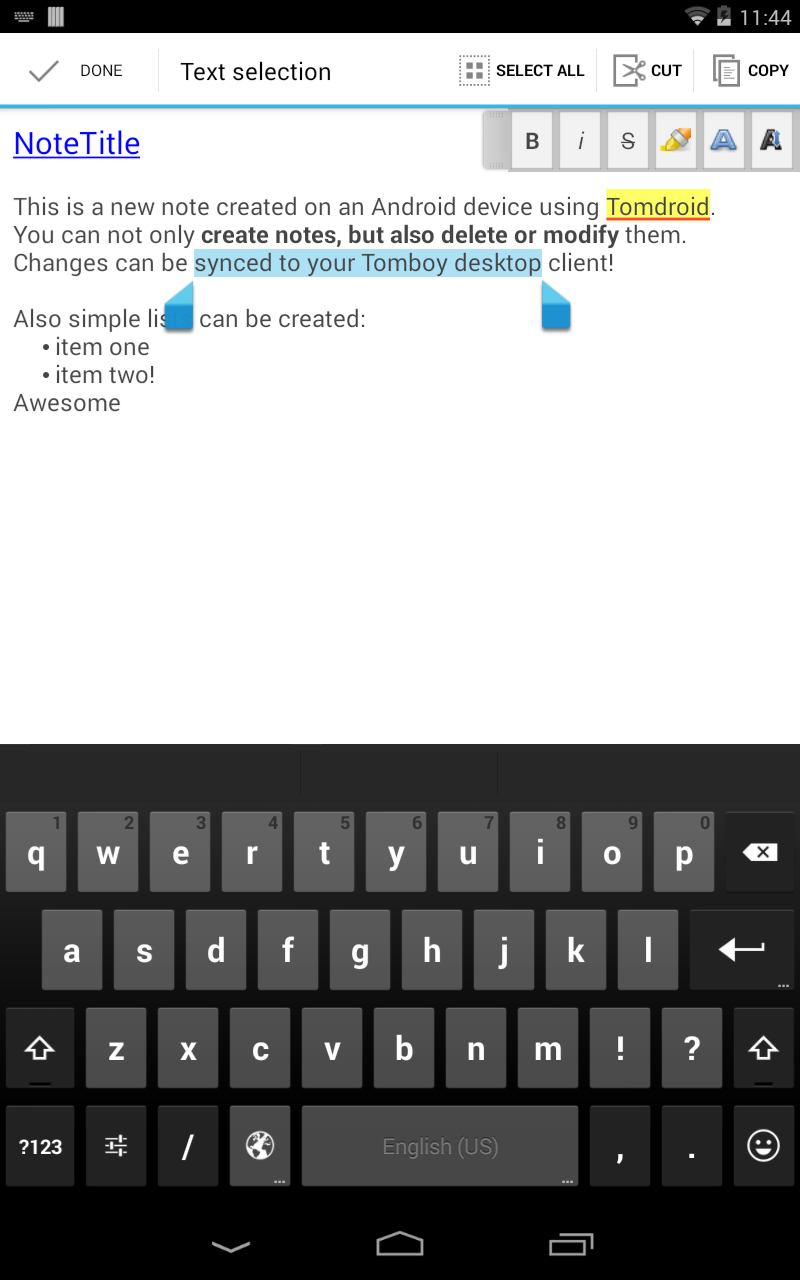 11:44
DONE Text selection SELECT ALL CUT COPY
NoteTitle B i S A A
This is a new note created on an Android device using Tomdroid.
You can not only create notes, but also delete or modify them.
Changes can be synced to your Tomboy desktop client!
Also simple lists can be created:
• item one
• item two!
Awesome
1 2 3 4 5 6 7 8 9 0
q w e r t y u i o p
a s d f g h j k l
...
z x c v b n m ! ?
?123 / English (US) , .
... ...